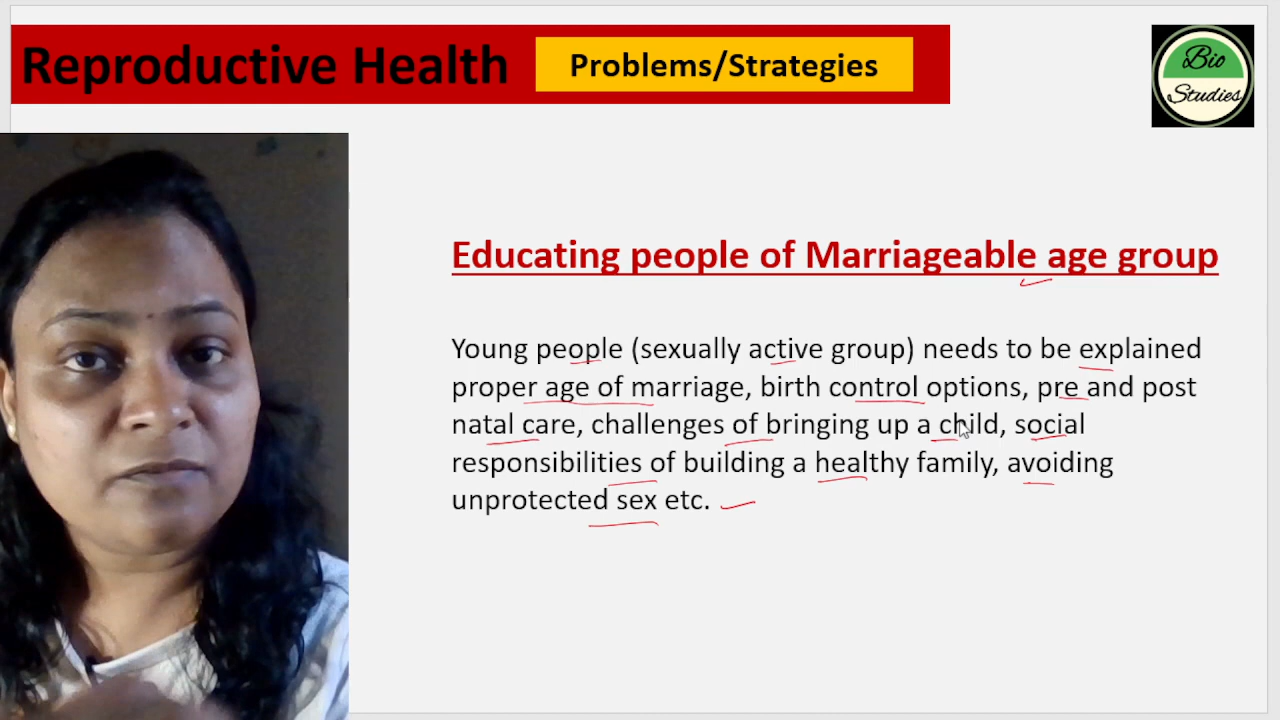 Reproductive Health
Problems/Strategies
Bio
Studies
Educating people of Marriageable age group
Young people (sexually active group) needs to be explained
proper age of marriage, birth control options, pre and post
natal care, challenges of bringing up a child, social
responsibilities of building a healthy family, avoiding
unprotected sex etc.